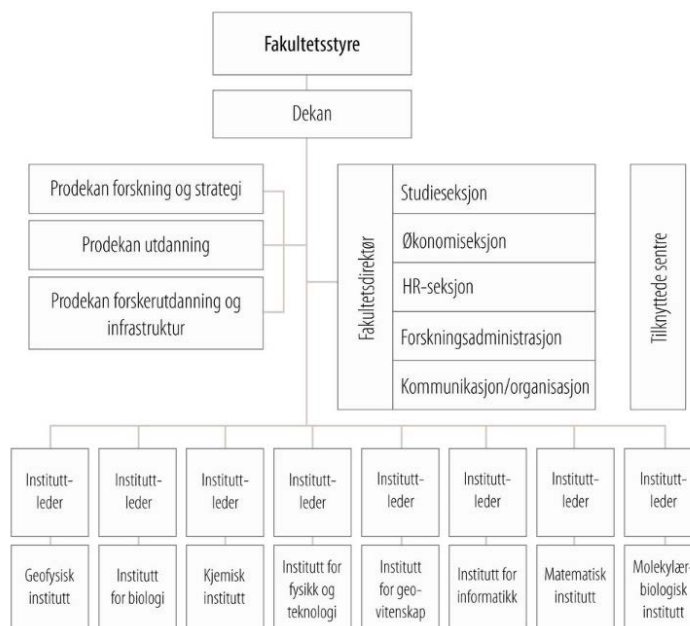 Fakultetsstyre
Dekan
Prodekan forskning og strategi
Prodekan utdanning
Prodekan forskerutdanning og
infrastruktur
Fakultetsdirektør
Studieseksjon
Økonomiseksjon
HR-seksjon
Forskningsadministrasjon
Kommunikasjon/organisasjon
Tilknyttede sentre
Institutt-
leder
Institutt-
leder
Institutt-
leder
Institutt-
leder
Institutt-
leder
Institutt-
leder
Institutt-
leder
Institutt-
leder
Geofysisk
institutt
Institutt
for biologi
Kjemisk
institutt
Institutt for
fysikk og
teknologi
Institutt
for geo-
vitenskap
Institutt for
informatikk
Matematisk
institutt
Molekylær-
biologisk
institutt